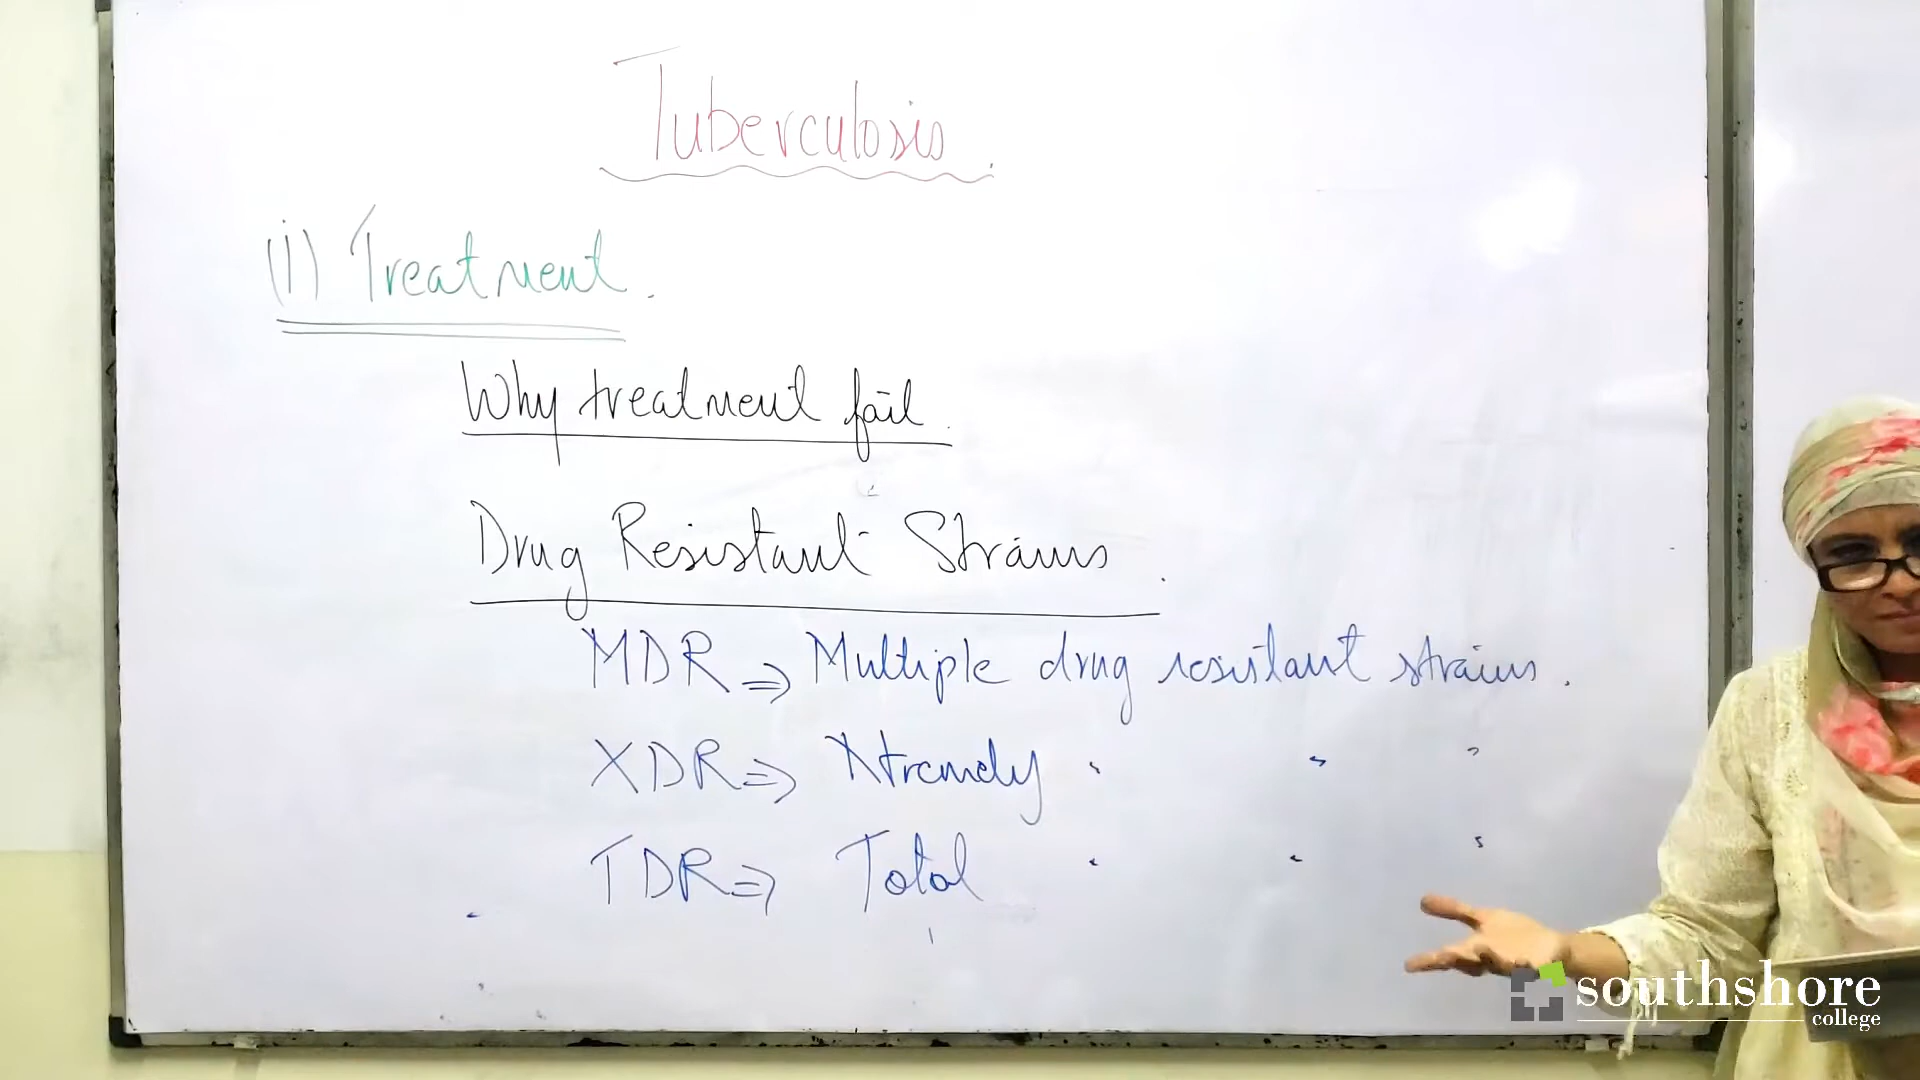 Tuberculosis.
(i) Treatment.
Why treatment fail.
Drug Resistant Strains.
MDR => Multiple drug resistant strains.
XDR => Xtremely " " "
TDR => Total " " "
southshore
college